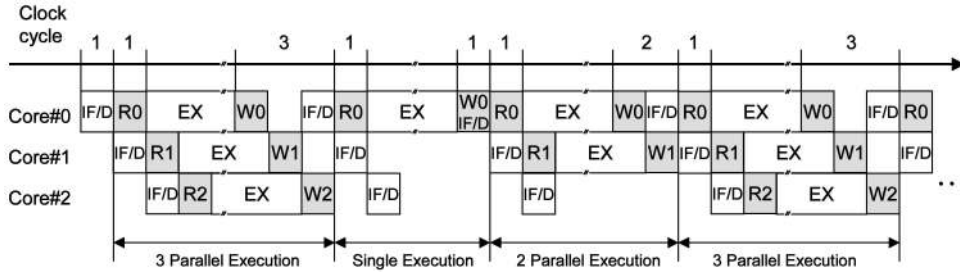 Clock
cycle
1 1 3 1 1 1 2 1 3
Core#0 IF/D R0 EX W0 IF/D R0 EX W0 IF/D R0 EX W0 IF/D R0 EX W0 IF/D R0
Core#1 IF/D R1 EX W1 IF/D IF/D R1 EX W1 IF/D R1 EX W1 IF/D
Core#2 IF/D R2 EX W2 IF/D IF/D IF/D R2 EX W2 ..
3 Parallel Execution Single Execution 2 Parallel Execution 3 Parallel Execution